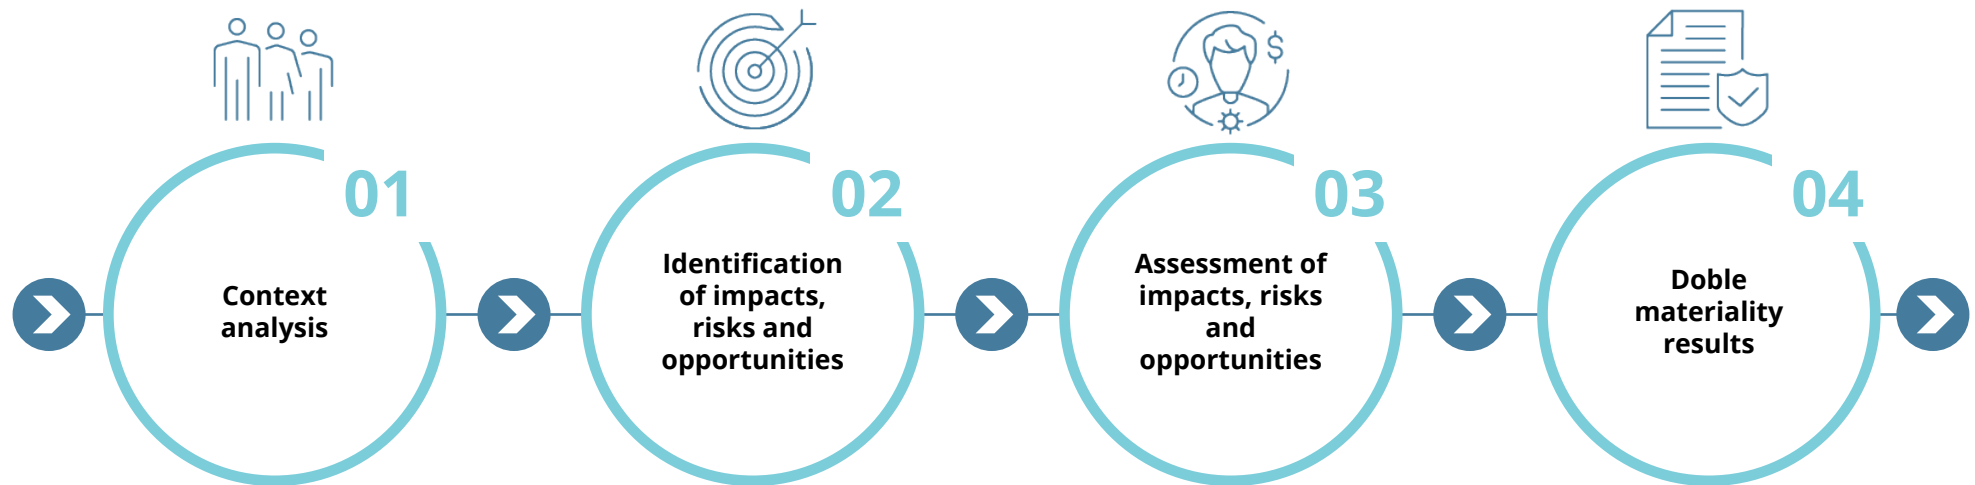 01
Context
analysis
02
Identification
of impacts,
risks and
opportunities
03
Assessment of
impacts, risks
and
opportunities
04
Doble
materiality
results